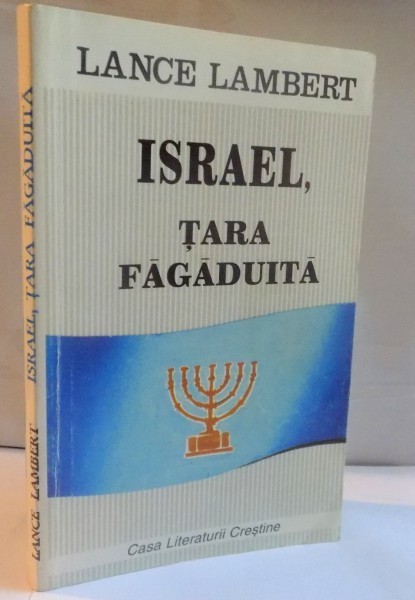 LANCE LAMBERT
ISRAEL,
ȚARA
FĂGĂDUITĂ
Casa Literaturii Creștine
LANCE LAMBERT ISRAEL, ȚARA FĂGĂDUITĂ